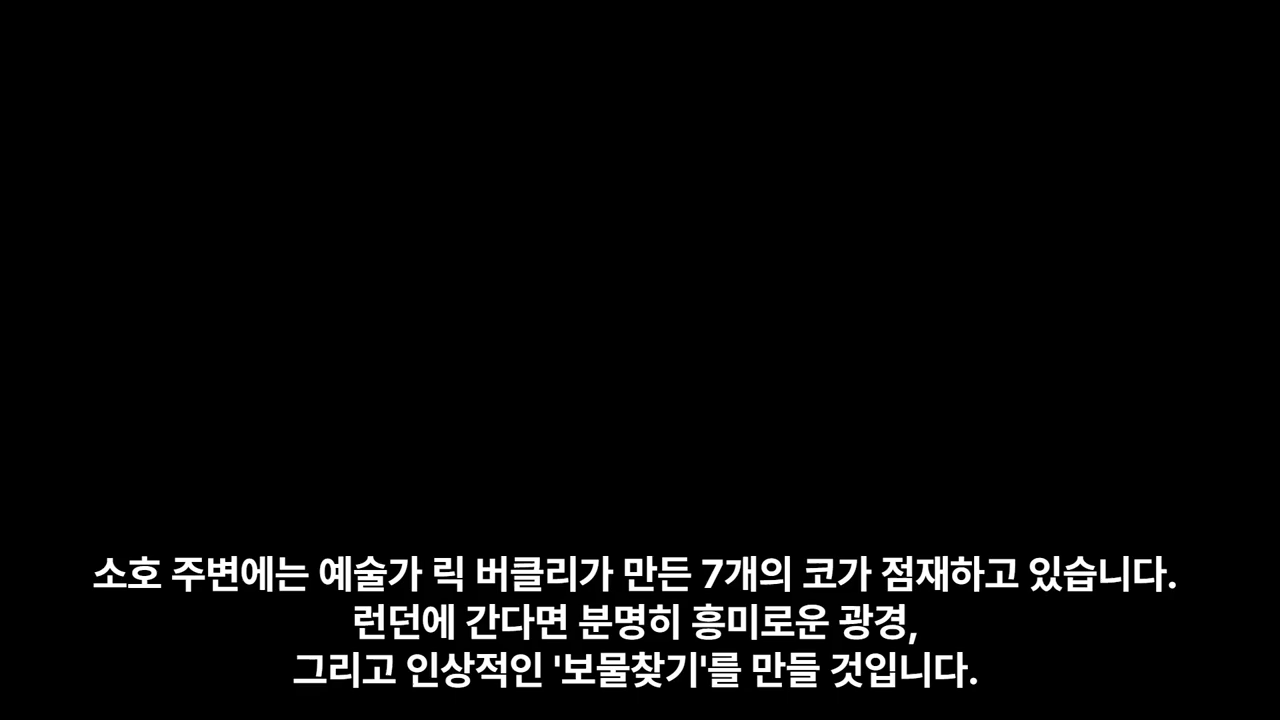 소호 주변에는 예술가 릭 버클리가 만든 7개의 코가 점재하고 있습니다.
런던에 간다면 분명히 흥미로운 광경,
그리고 인상적인 '보물찾기'를 만들 것입니다.